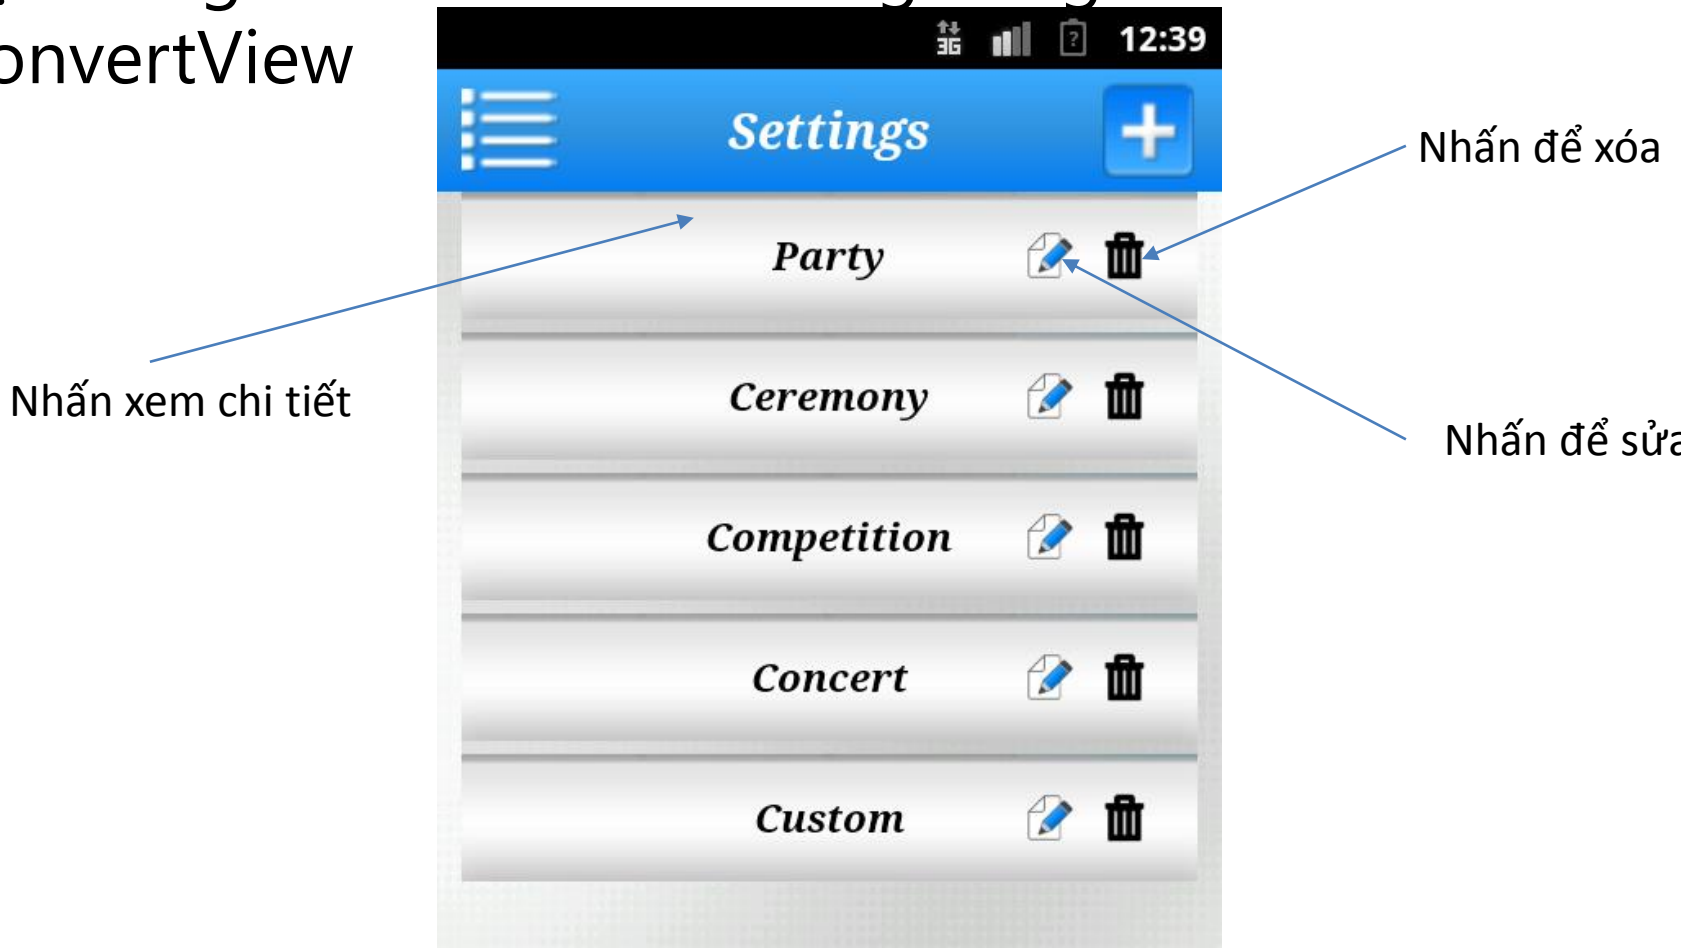 onvertView
12:39
3G
Settings
Nhấn để xóa
Party
Nhấn xem chi tiết
Ceremony
Nhấn để sửa
Competition
Concert
Custom